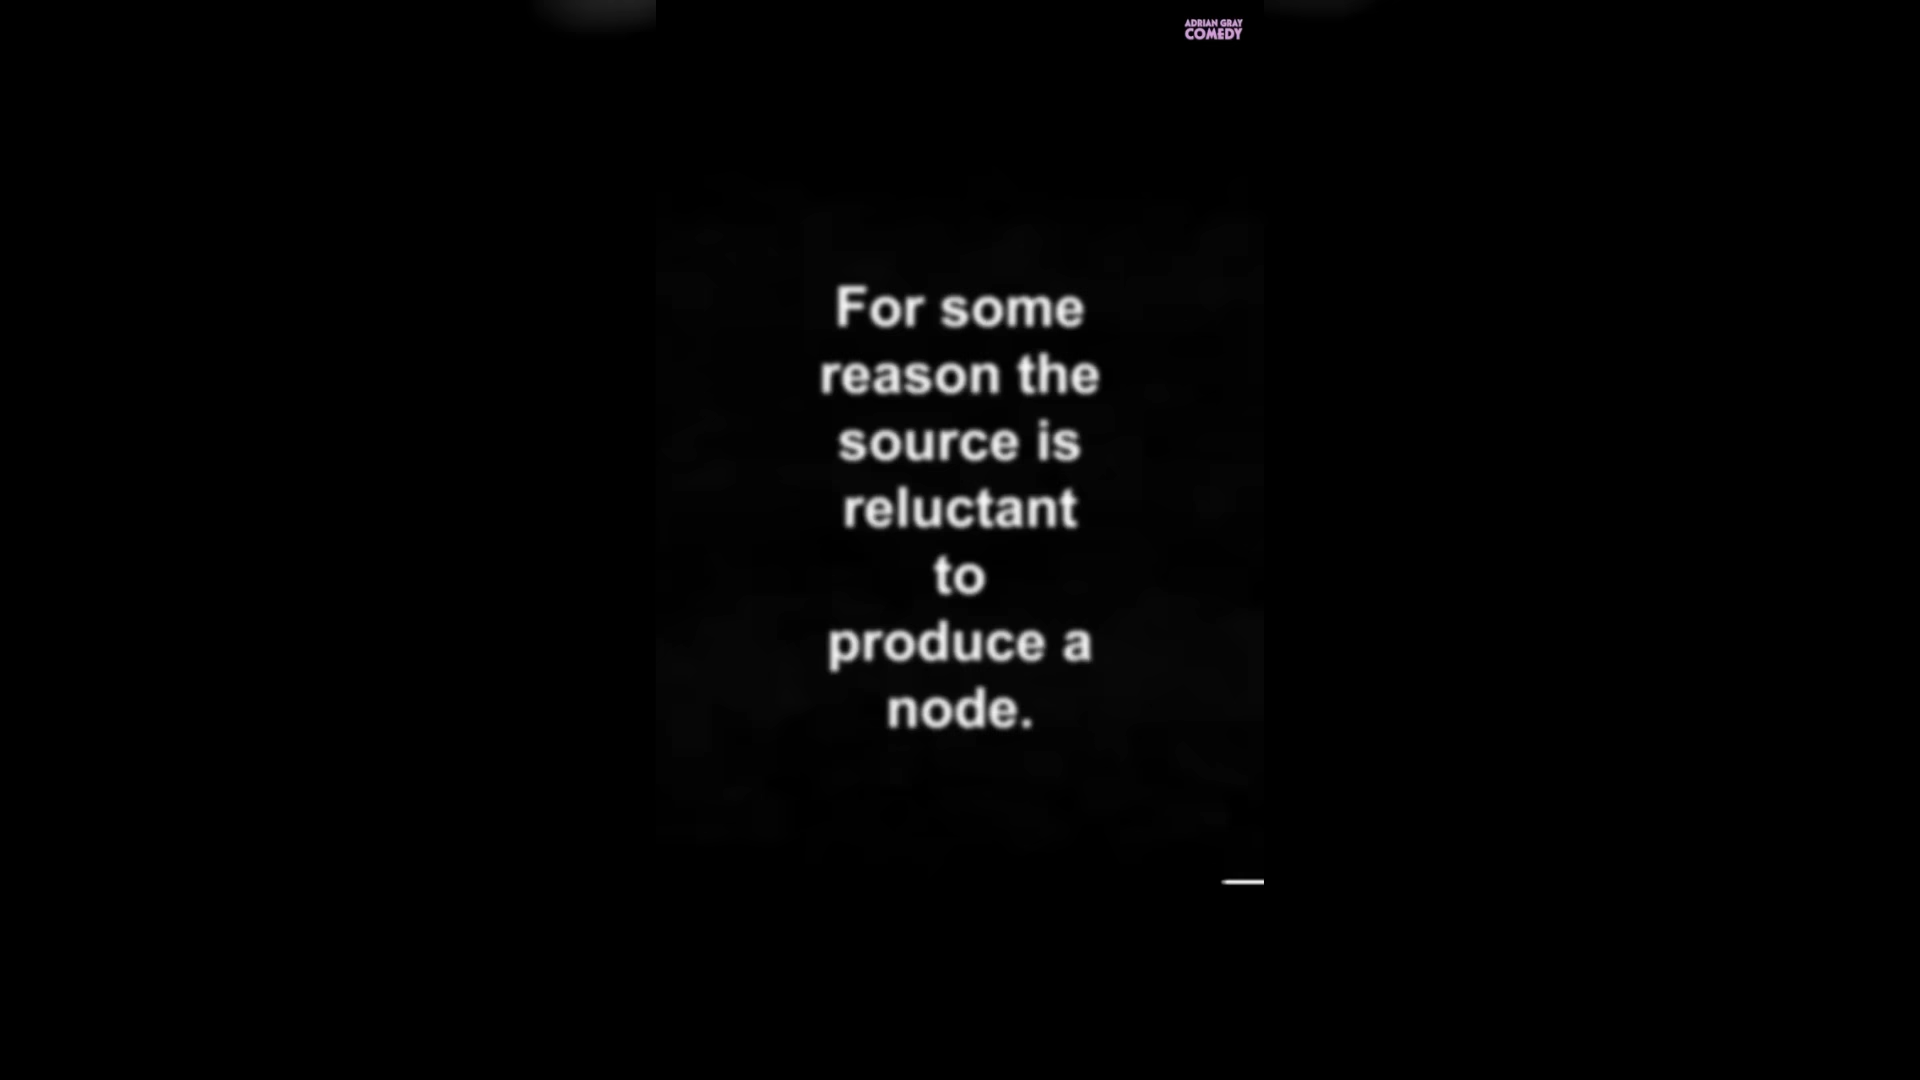 ADRIAN GRAY
COMEDY
For some
reason the
source is
reluctant
to
produce a
node.